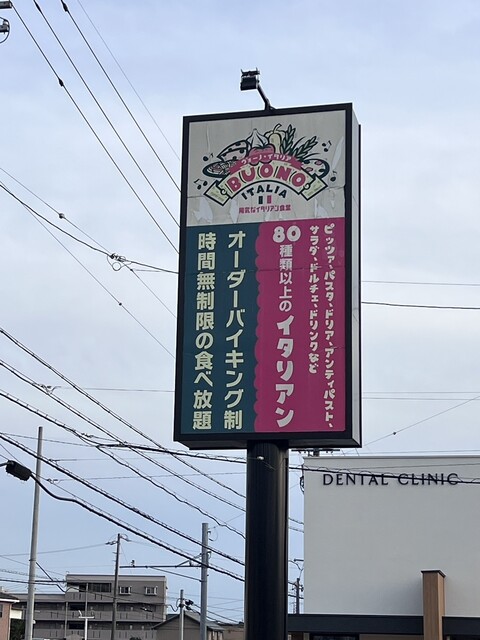 ヴォーノ・イタリア
BUONO
ITALIA
陽気なイタリアン食堂
ピッツァ、パスタ、ドリア、アンティパスト、
サラダ、ドルチェ、ドリンクなど
80種類以上のイタリアン
オーダーバイキング制
時間無制限の食べ放題
DENTAL CLINIC